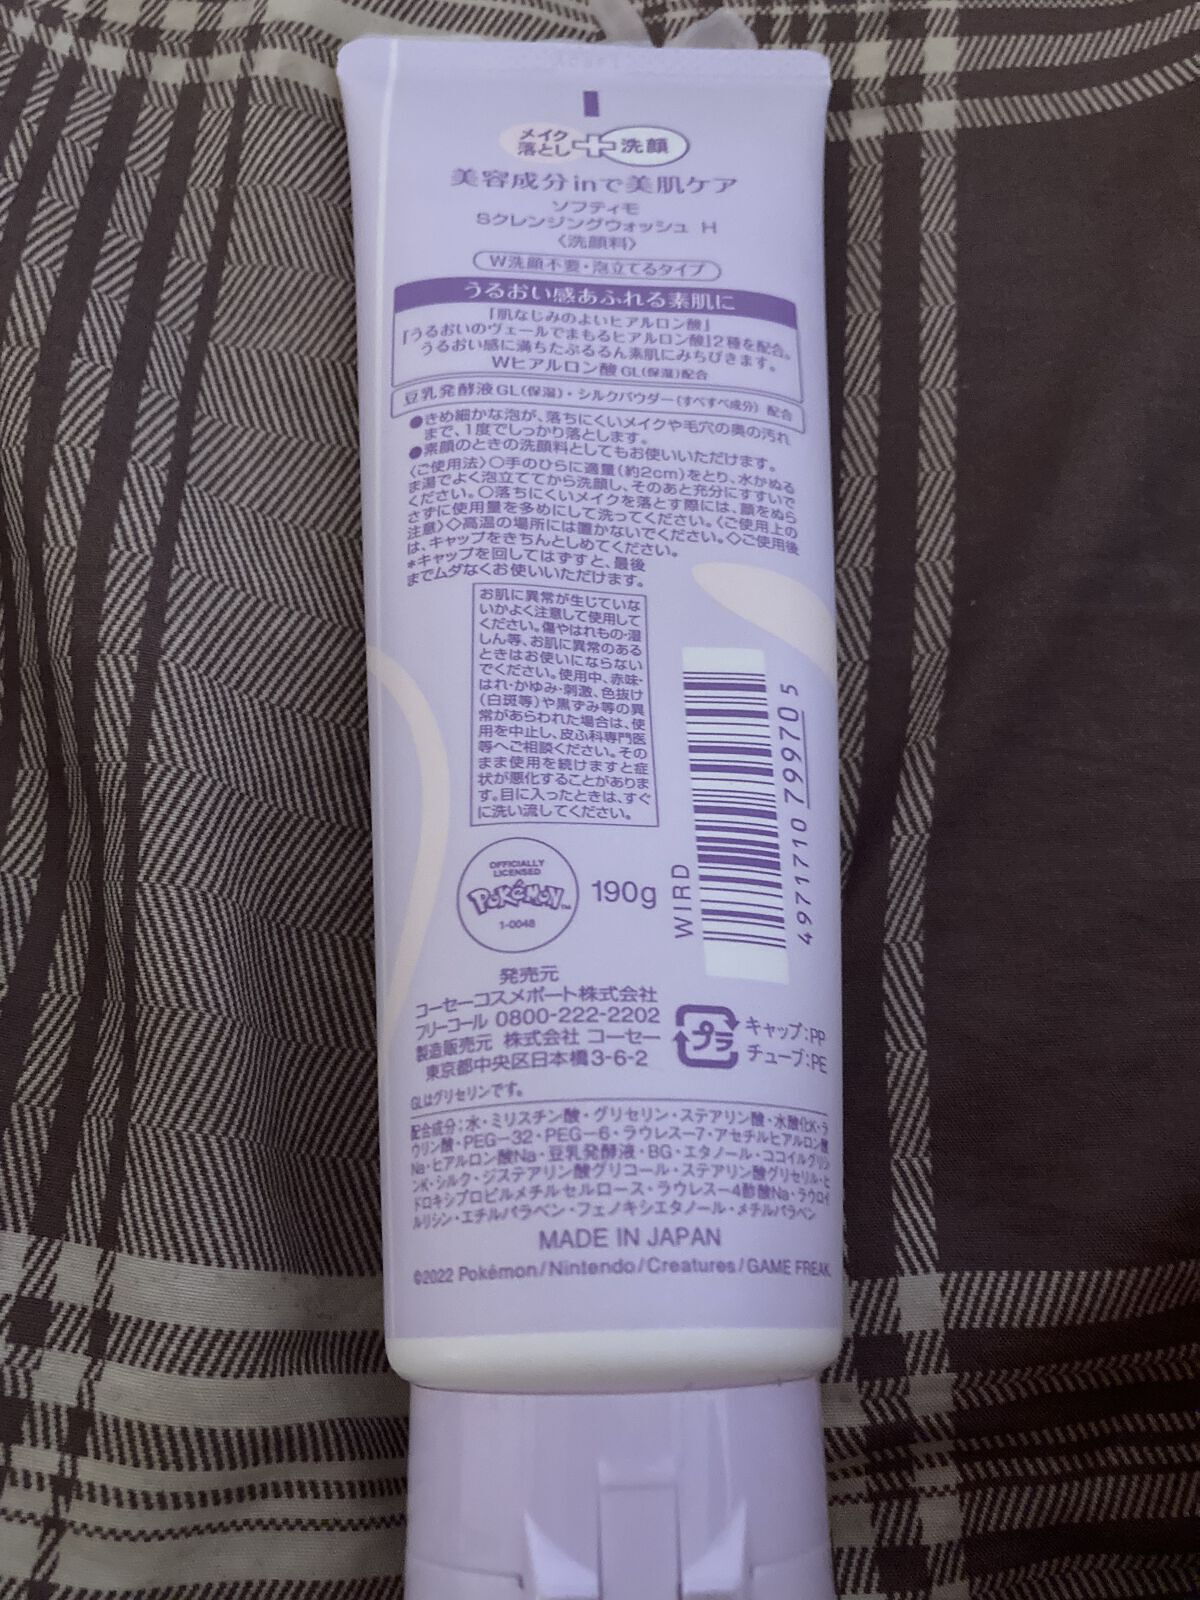 メイク落とし＋洗顔
美容成分inで美肌ケア
ソフティモ
Sクレンジングウォッシュ H
〈洗顔料〉
W洗顔不要・泡立てるタイプ
うるおい感あふれる素肌に
「肌なじみのよいヒアルロン酸」
「うるおいのヴェールでまもるヒアルロン酸」2種を配合。
うるおい感に満ちたぷるるん素肌にみちびきます。
Wヒアルロン酸GL(保湿)配合
豆乳発酵液GL(保湿)・シルクパウダー(すべすべ成分) 配合
●きめ細かな泡が、落ちにくいメイクや毛穴の奥の汚れ
まで、1度でしっかり落とします。
●素顔のときの洗顔料としてもお使いいただけます。
〈ご使用法〉○手のひらに適量(約2cm)をとり、水かぬる
ま湯でよく泡立ててから洗顔し、そのあと充分にすすいで
ください。○落ちにくいメイクを落とす際には、顔をぬら
さずに使用量を多めにして洗ってください。〈ご使用上の
注意〉◇高温の場所には置かないでください。◇ご使用後
は、キャップをきちんとしめてください。
*キャップを回してはずすと、最後
までムダなくお使いいただけます。
お肌に異常が生じていな
いかよく注意して使用して
ください。傷やはれもの・湿
しん等、お肌に異常のある
ときはお使いにならない
でください。使用中、赤味・
はれ・かゆみ・刺激、色抜け
(白斑等)や黒ずみ等の異
常があらわれた場合は、使
用を中止し、皮ふ科専門医
等へご相談ください。その
まま使用を続けますと症
状が悪化することがありま
す。目に入ったときは、すぐ
に洗い流してください。
WIRD
4971710 799705
OFFICIALLY
LICENSED
POKéMON™
1-0048
190g
発売元
コーセーコスメポート株式会社
フリーコール 0800-222-2202
製造販売元 株式会社 コーセー
東京都中央区日本橋3-6-2
プラ
キャップ:PP
チューブ:PE
GLはグリセリンです。
配合成分:水・ミリスチン酸・グリセリン・ステアリン酸・水酸化K・ラ
ウリン酸・PEG−32・PEG−6・ラウレス−7・アセチルヒアルロン酸
Na・ヒアルロン酸Na・豆乳発酵液・BG・エタノール・ココイルグリシ
ンK・シルク・ジステアリン酸グリコール・ステアリン酸グリセリル・ヒ
ドロキシプロピルメチルセルロース・ラウレス−4酢酸Na・ラウロイ
ルリシン・エチルパラベン・フェノキシエタノール・メチルパラベン
MADE IN JAPAN
©2022 Pokémon/Nintendo/Creatures/GAME FREAK